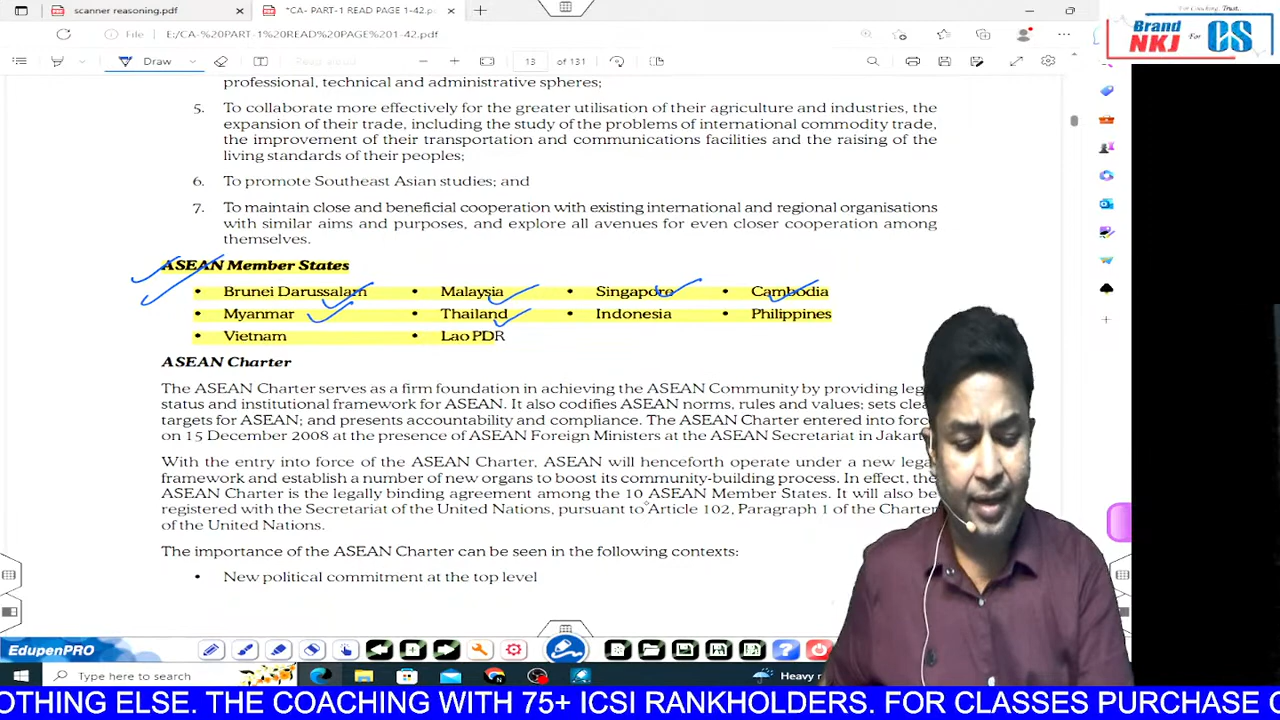 scanner reasoning.pdf
*CA- PART-1 READ PAGE 1-42.pc
For Coaching, Trust..
Brand
NKJ
For
CS
File
E:/CA-%20PART-1%20READ%20PAGE%201-42.pdf
Draw
13 of 131
professional, technical and administrative spheres;
5. To collaborate more effectively for the greater utilisation of their agriculture and industries, the
expansion of their trade, including the study of the problems of international commodity trade,
the improvement of their transportation and communications facilities and the raising of the
living standards of their peoples;
6. To promote Southeast Asian studies; and
7. To maintain close and beneficial cooperation with existing international and regional organisations
with similar aims and purposes, and explore all avenues for even closer cooperation among
themselves.
ASEAN Member States
• Brunei Darussalam • Malaysia • Singapore • Cambodia
• Myanmar • Thailand • Indonesia • Philippines
• Vietnam • Lao PDR
ASEAN Charter
The ASEAN Charter serves as a firm foundation in achieving the ASEAN Community by providing leg
status and institutional framework for ASEAN. It also codifies ASEAN norms, rules and values; sets clea
targets for ASEAN; and presents accountability and compliance. The ASEAN Charter entered into forc
on 15 December 2008 at the presence of ASEAN Foreign Ministers at the ASEAN Secretariat in Jakar
With the entry into force of the ASEAN Charter, ASEAN will henceforth operate under a new lega
framework and establish a number of new organs to boost its community-building process. In effect, the
ASEAN Charter is the legally binding agreement among the 10 ASEAN Member States. It will also be
registered with the Secretariat of the United Nations, pursuant to Article 102, Paragraph 1 of the Charter
of the United Nations.
The importance of the ASEAN Charter can be seen in the following contexts:
• New political commitment at the top level
EdupenPRO
Type here to search
Heavy r
OTHING ELSE. THE COACHING WITH 75+ ICSI RANKHOLDERS. FOR CLASSES PURCHASE C